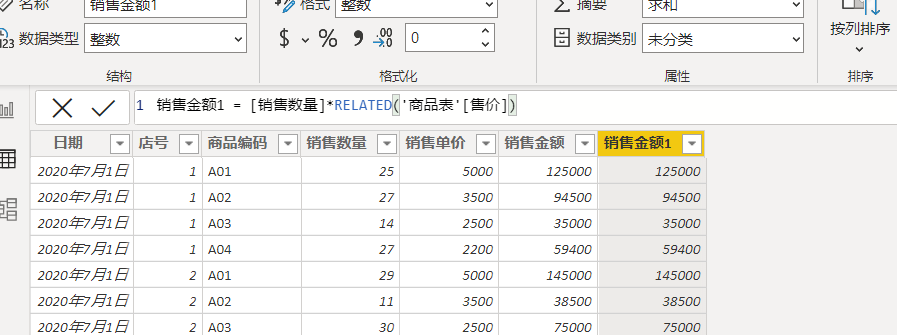 名称 销售金额1 格式 整数 摘要 求和
123 数据类型 整数 $ % 9 .00 0 数据类别 未分类 按列排序
结构 格式化 属性 排序
1 销售金额1 = [销售数量]*RELATED('商品表'[售价])
日期 店号 商品编码 销售数量 销售单价 销售金额 销售金额1
2020年7月1日 1 A01 25 5000 125000 125000
2020年7月1日 1 A02 27 3500 94500 94500
2020年7月1日 1 A03 14 2500 35000 35000
2020年7月1日 1 A04 27 2200 59400 59400
2020年7月1日 2 A01 29 5000 145000 145000
2020年7月1日 2 A02 11 3500 38500 38500
2020年7月1日 2 A03 30 2500 75000 75000